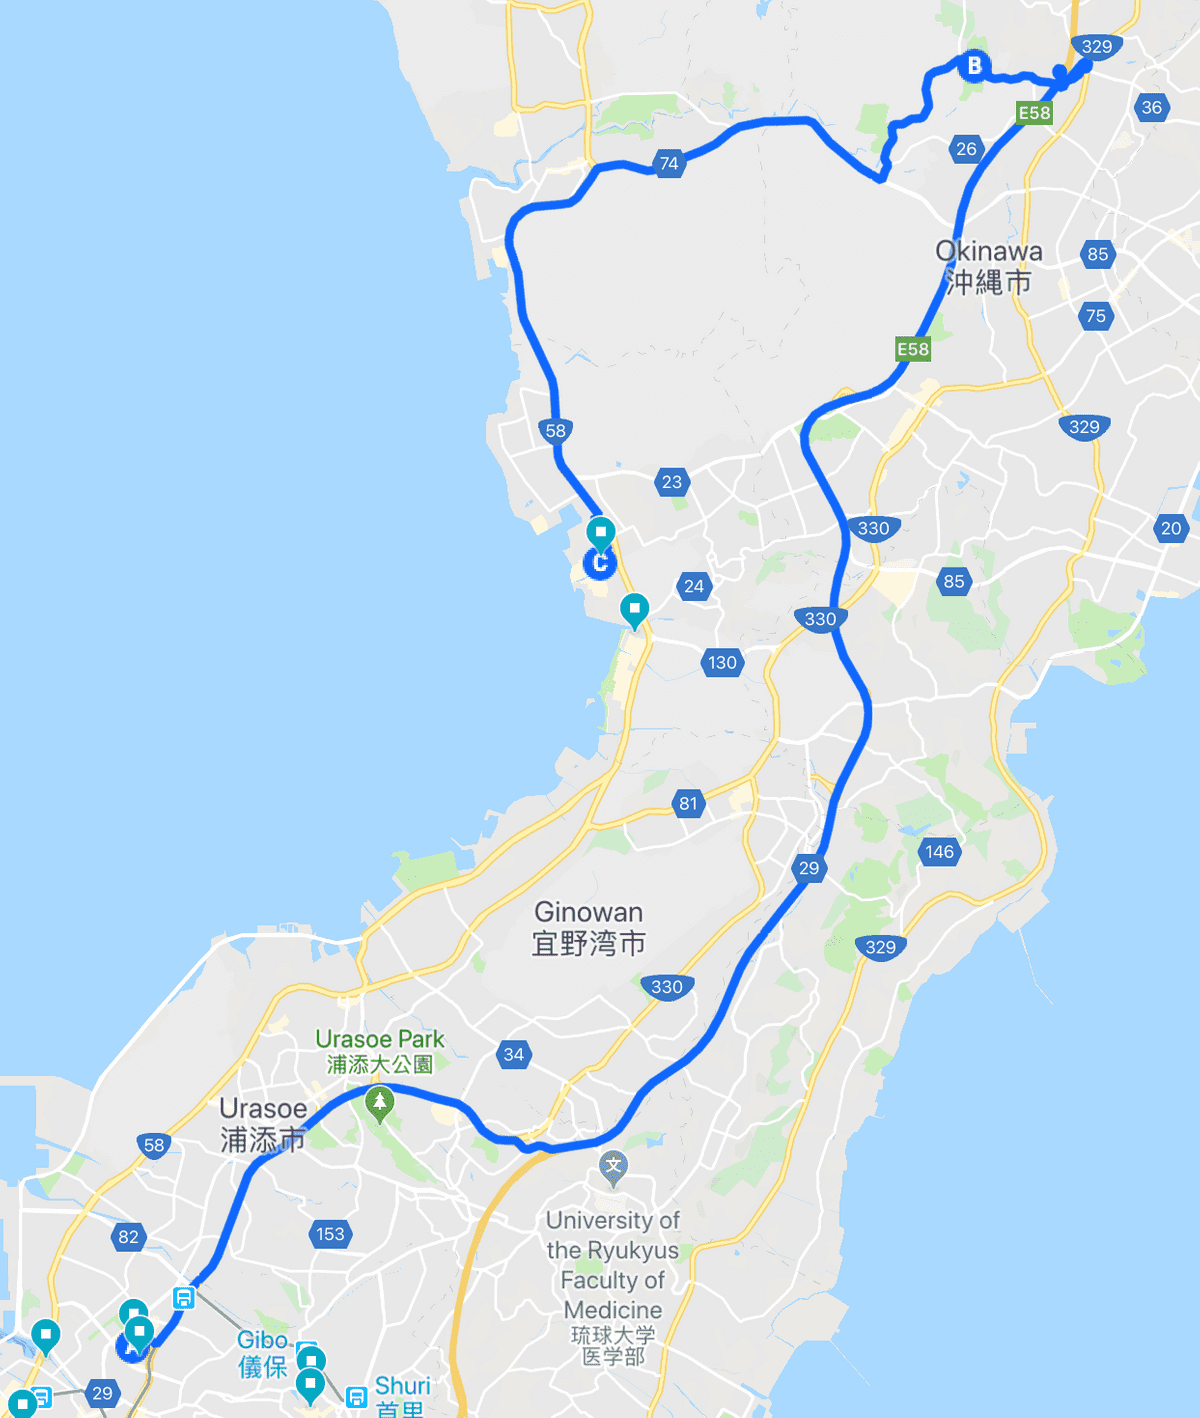 329
B
E58
36
26
74
Okinawa
沖縄市
85
75
E58
58
329
23
330
20
C
24
85
330
130
81
146
29
Ginowan
宜野湾市
329
330
Urasoe Park
浦添大公園
34
Urasoe
浦添市
58
文
University of
the Ryukyus
Faculty of
Medicine
琉球大学
医学部
82
153
Gibo
儀保
A
29
Shuri
首里